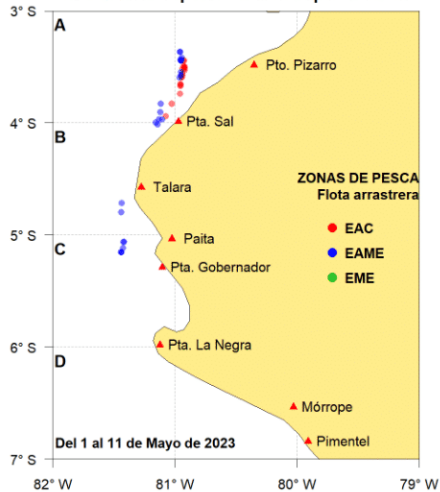 3° S
A
Pto. Pizarro
4° S
Pta. Sal
B
ZONAS DE PESCA
Flota arrastrera
Talara
EAC
5° S
Paita
C
EAME
Pta. Gobernador
EME
6° S
Pta. La Negra
D
Mórrope
Del 1 al 11 de Mayo de 2023
Pimentel
7° S
82° W
81° W
80° W
79° W